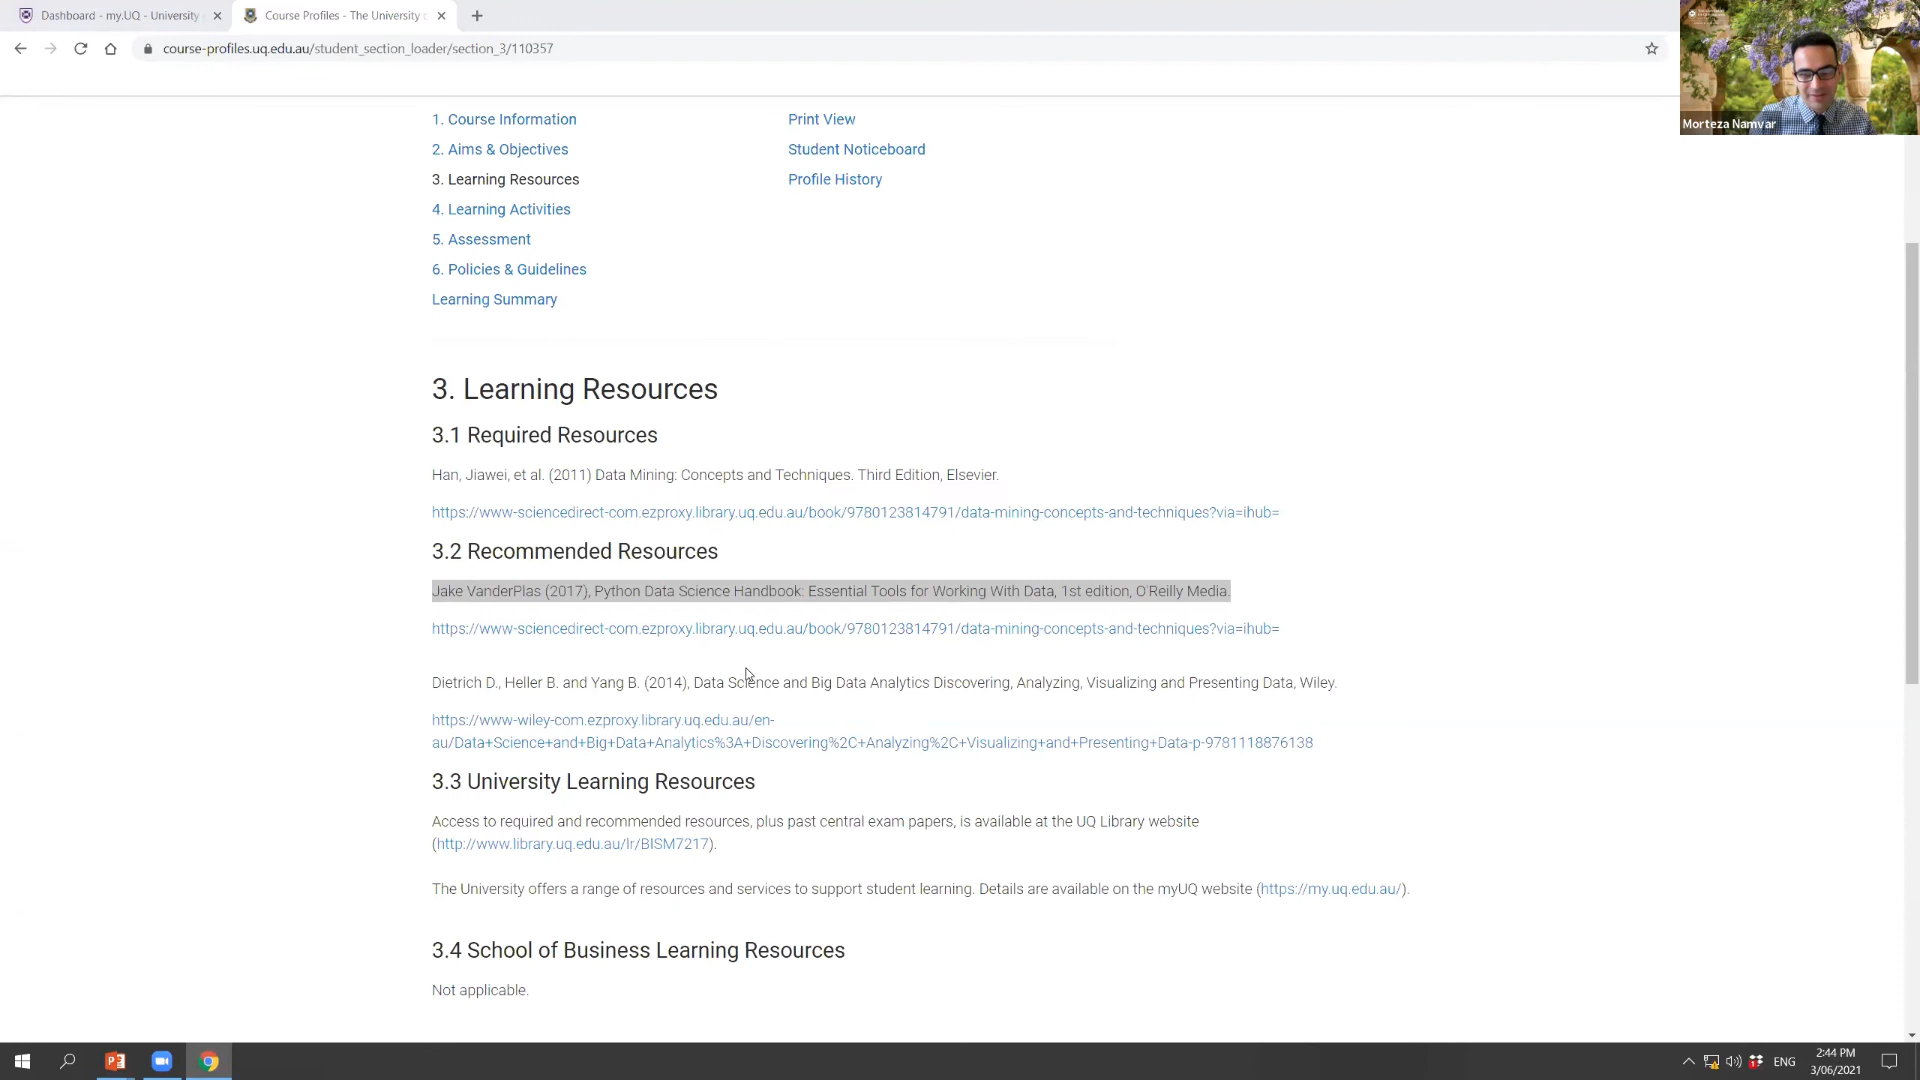 Dashboard - my.UQ - University
Course Profiles - The University o
course-profiles.uq.edu.au/student_section_loader/section_3/110357
Morteza Namvar
1. Course Information
Print View
2. Aims & Objectives
Student Noticeboard
3. Learning Resources
Profile History
4. Learning Activities
5. Assessment
6. Policies & Guidelines
Learning Summary
3. Learning Resources
3.1 Required Resources
Han, Jiawei, et al. (2011) Data Mining: Concepts and Techniques. Third Edition, Elsevier.
https://www-sciencedirect-com.ezproxy.library.uq.edu.au/book/9780123814791/data-mining-concepts-and-techniques?via=ihub=
3.2 Recommended Resources
Jake VanderPlas (2017), Python Data Science Handbook: Essential Tools for Working With Data, 1st edition, O'Reilly Media.
https://www-sciencedirect-com.ezproxy.library.uq.edu.au/book/9780123814791/data-mining-concepts-and-techniques?via=ihub=
Dietrich D., Heller B. and Yang B. (2014), Data Science and Big Data Analytics Discovering, Analyzing, Visualizing and Presenting Data, Wiley.
https://www-wiley-com.ezproxy.library.uq.edu.au/en-
au/Data+Science+and+Big+Data+Analytics%3A+Discovering%2C+Analyzing%2C+Visualizing+and+Presenting+Data-p-9781118876138
3.3 University Learning Resources
Access to required and recommended resources, plus past central exam papers, is available at the UQ Library website
(http://www.library.uq.edu.au/lr/BISM7217).
The University offers a range of resources and services to support student learning. Details are available on the myUQ website (https://my.uq.edu.au/).
3.4 School of Business Learning Resources
Not applicable.
ENG
2:44 PM
3/06/2021